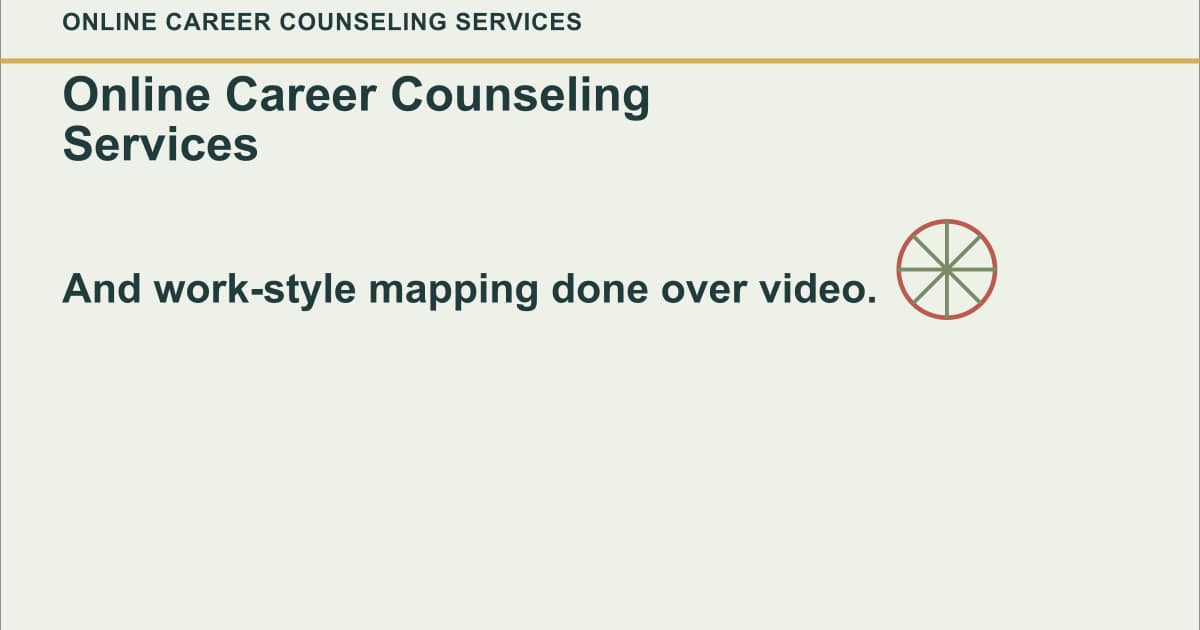 ONLINE CAREER COUNSELING SERVICES
Online Career Counseling
Services
And work-style mapping done over video.